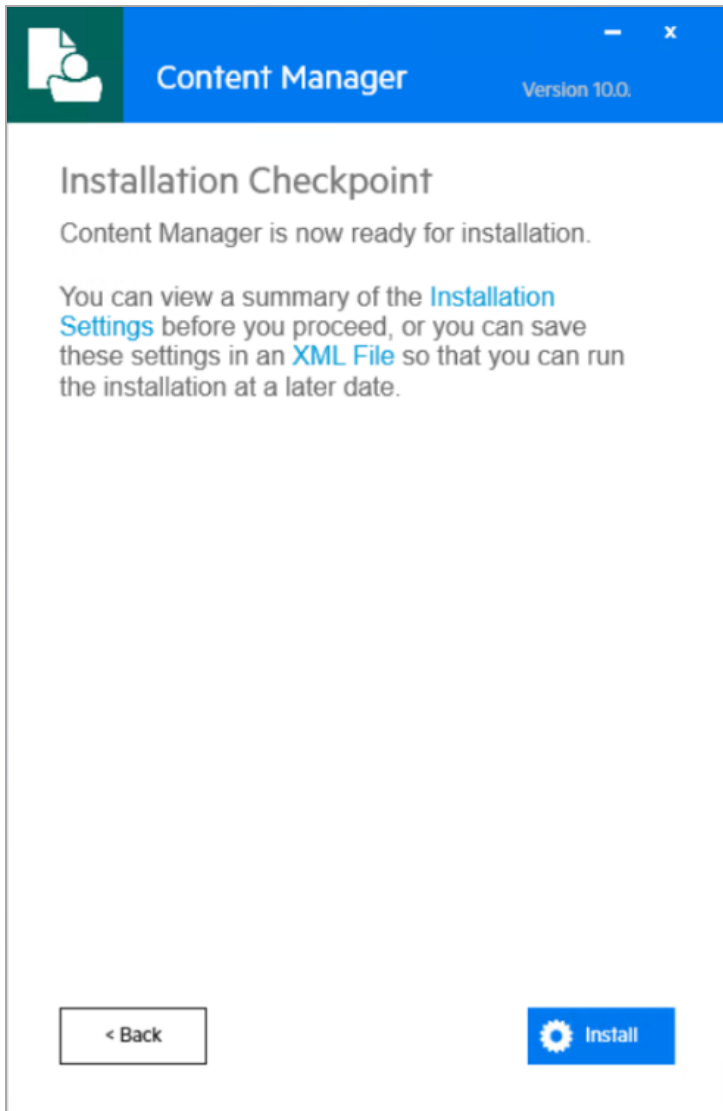 Content Manager
Version 10.0.
Installation Checkpoint
Content Manager is now ready for installation.
You can view a summary of the Installation
Settings before you proceed, or you can save
these settings in an XML File so that you can run
the installation at a later date.
< Back
Install